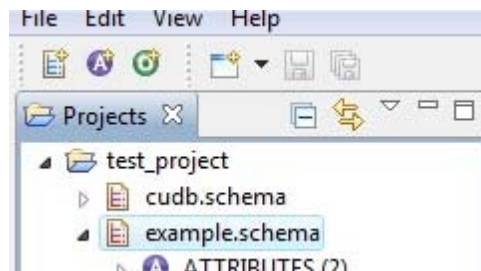 File Edit View Help
Projects
test_project
cudb.schema
example.schema
A ATTRIBUTES (2)